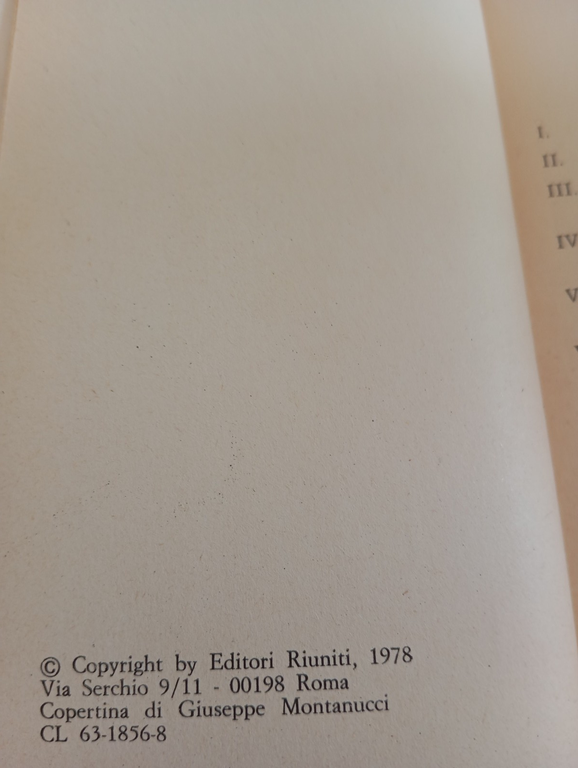 © Copyright by Editori Riuniti, 1978
Via Serchio 9/11 - 00198 Roma
Copertina di Giuseppe Montanucci
CL 63-1856-8
I.
II.
III.
IV
V